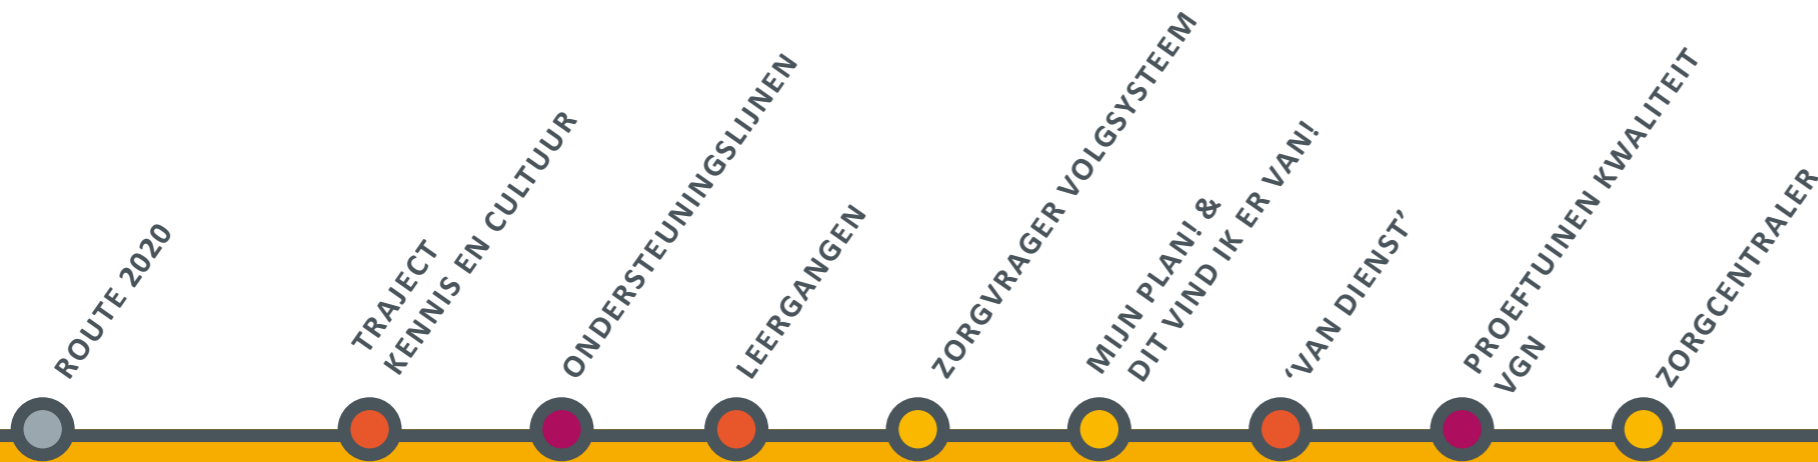 ROUTE 2020
TRAJECT
KENNIS EN CULTUUR
ONDERSTEUNINGSLIJNEN
LEERGANGEN
ZORGVRAGER VOLGSYSTEEM
MIJN PLAN! &
DIT VIND IK ER VAN!
‘VAN DIENST’
PROEFTUINEN KWALITEIT
VGN
ZORGCENTRALER